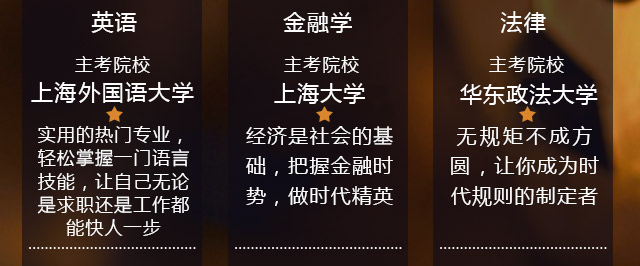 英语
主考院校
上海外国语大学
实用的热门专业，
轻松掌握一门语言
技能，让自己无论
是求职还是工作都
能快人一步
金融学
主考院校
上海大学
经济是社会的基
础，把握金融时
势，做时代精英
法律
主考院校
华东政法大学
无规矩不成方
圆，让你成为时
代规则的制定者